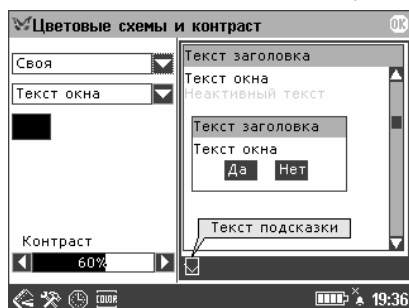 Цветовые схемы и контраст
OK
Своя
Текст окна
Контраст
60%
Текст заголовка
Текст окна
Неактивный текст
Текст заголовка
Текст окна
Да Нет
Текст подсказки
COLOR
19:36